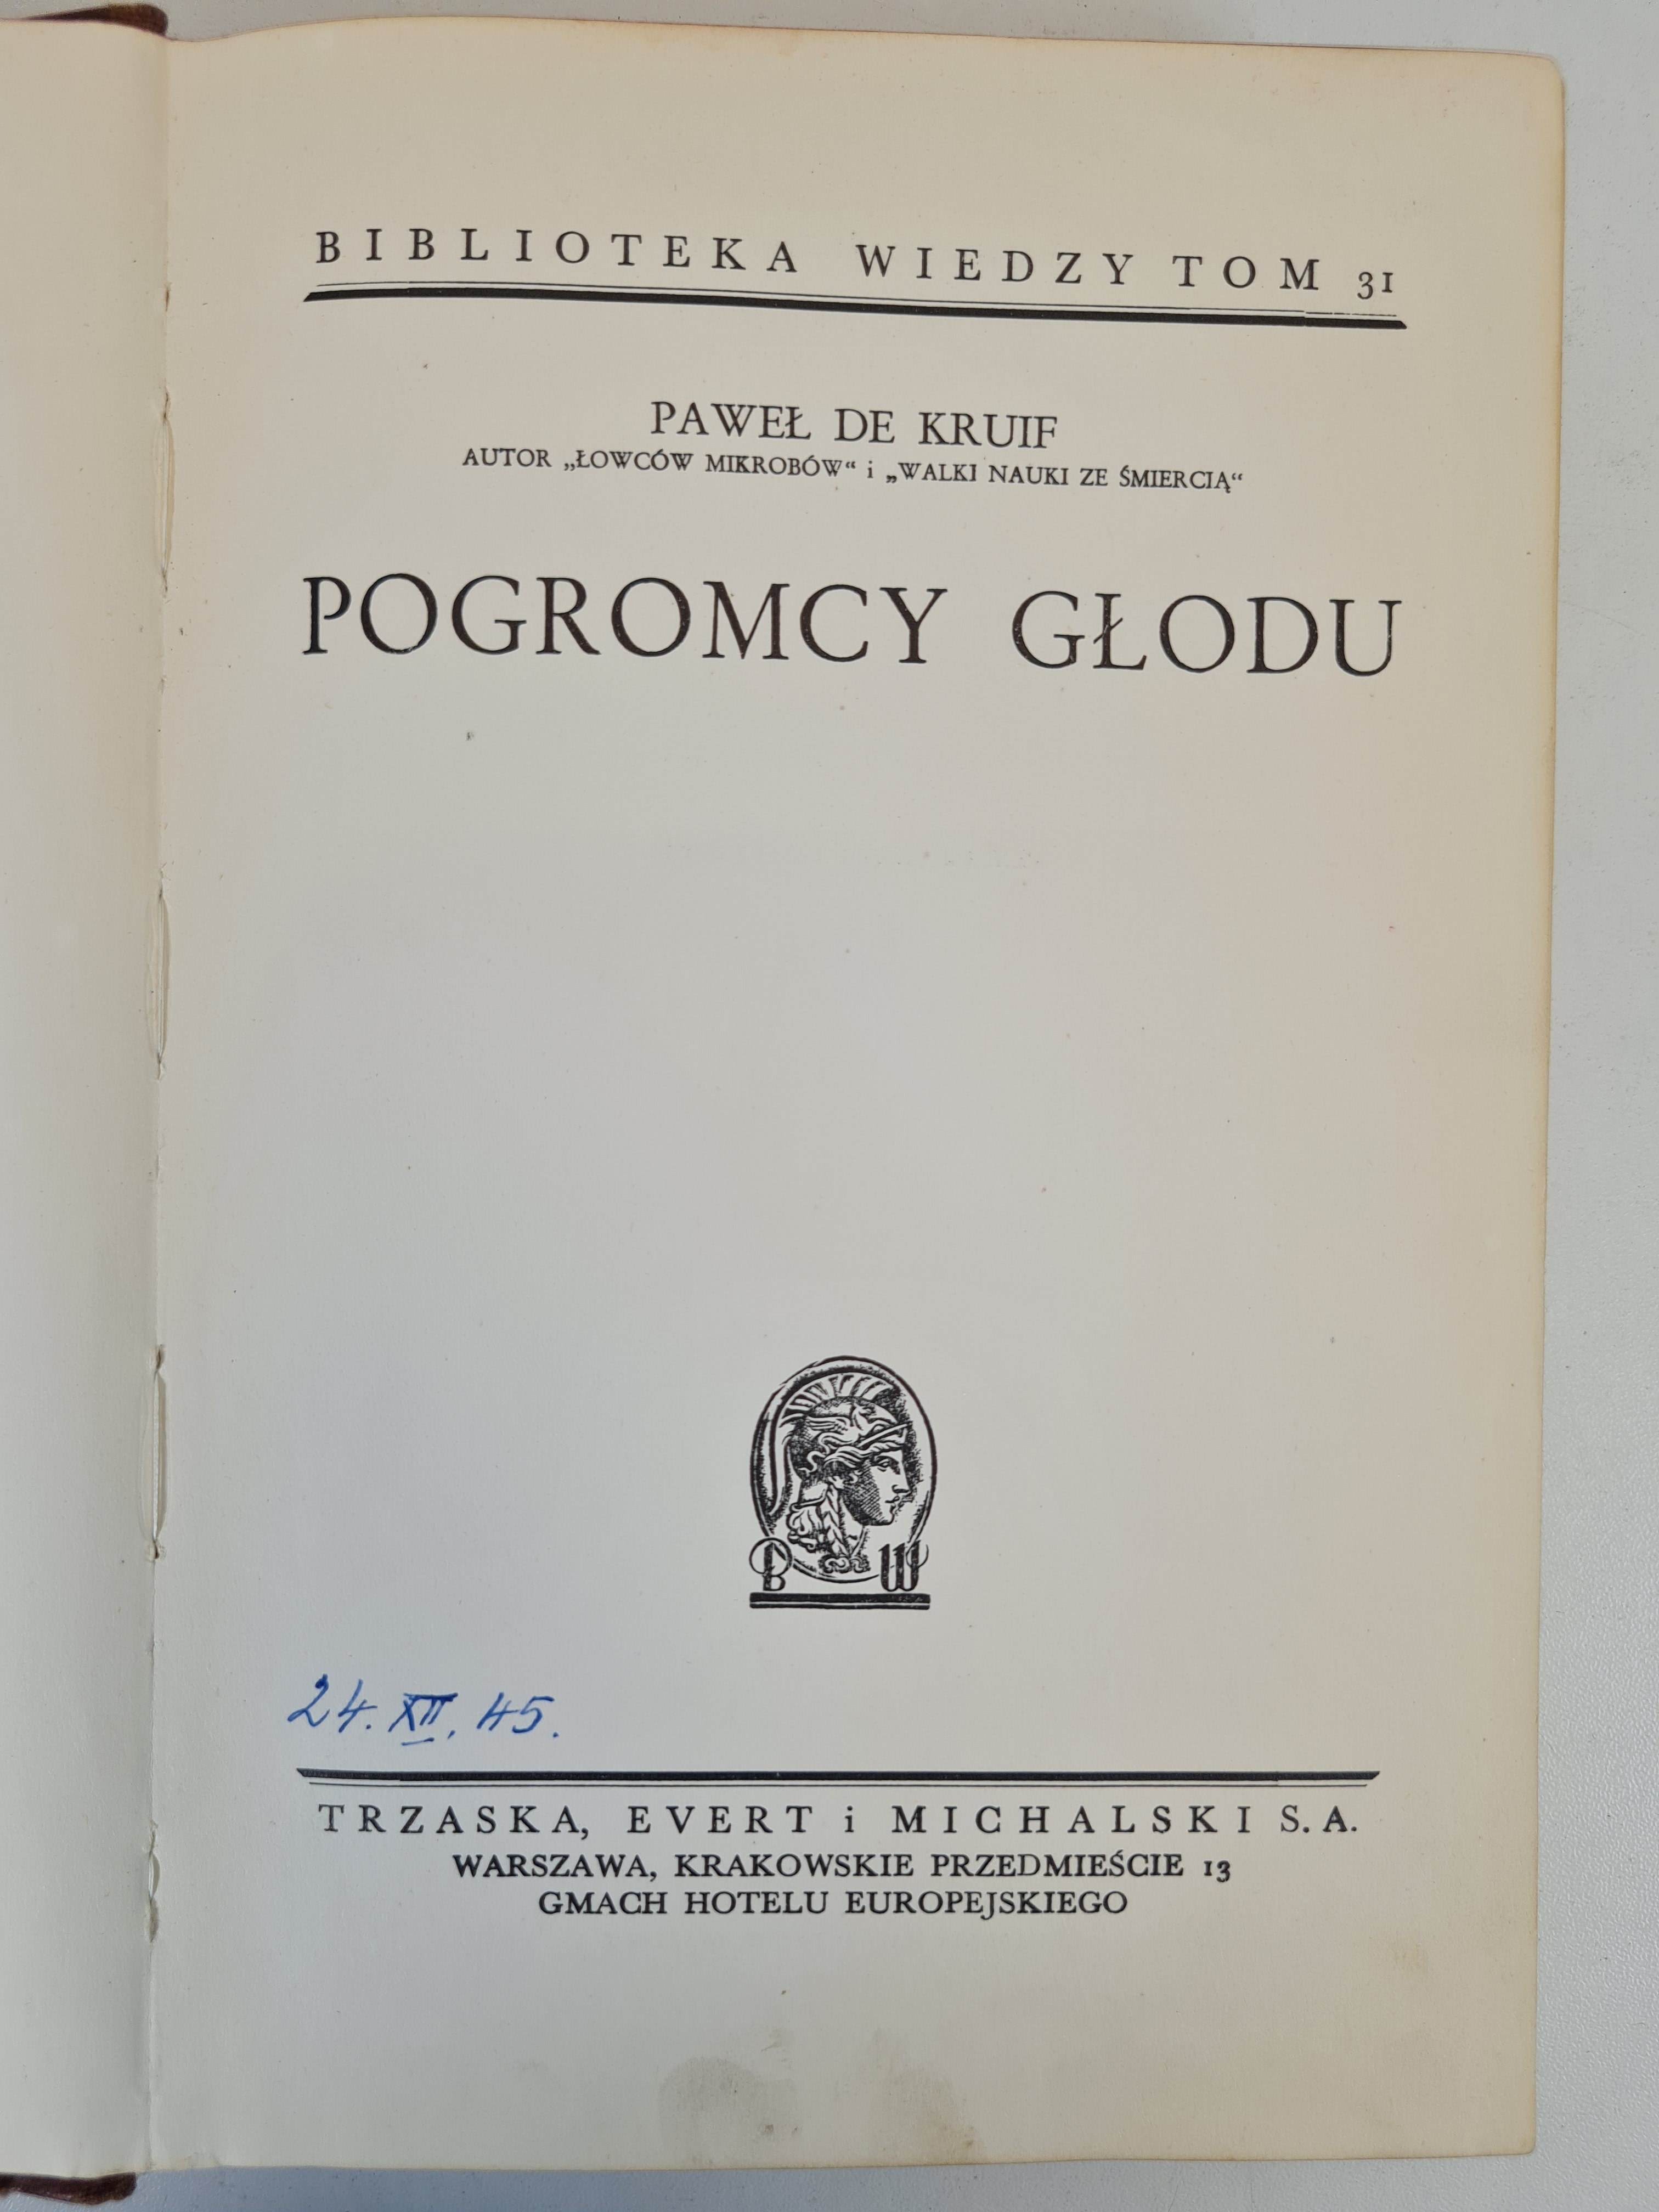 BIBLIOTEKA WIEDZY TOM 31
PAWEŁ DE KRUIF
AUTOR „ŁOWCÓW MIKROBÓW“ i „WALKI NAUKI ZE ŚMIERCIĄ“
POGROMCY GŁODU
B W
24. XII. 45.
TRZASKA, EVERT i MICHALSKI S. A.
WARSZAWA, KRAKOWSKIE PRZEDMIEŚCIE 13
GMACH HOTELU EUROPEJSKIEGO